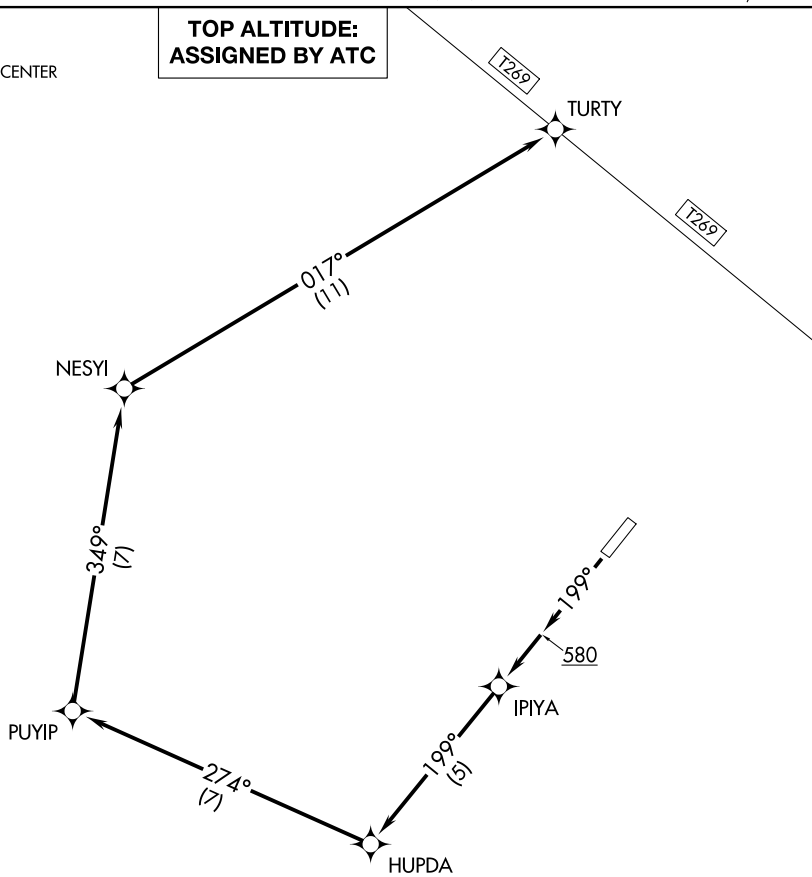 TOP ALTITUDE:
ASSIGNED BY ATC
CENTER
T269
TURTY
T269
017°
(11)
NESYI
349°
(7)
199°
580
IPIYA
PUYIP
199°
(5)
274°
(7)
HUPDA